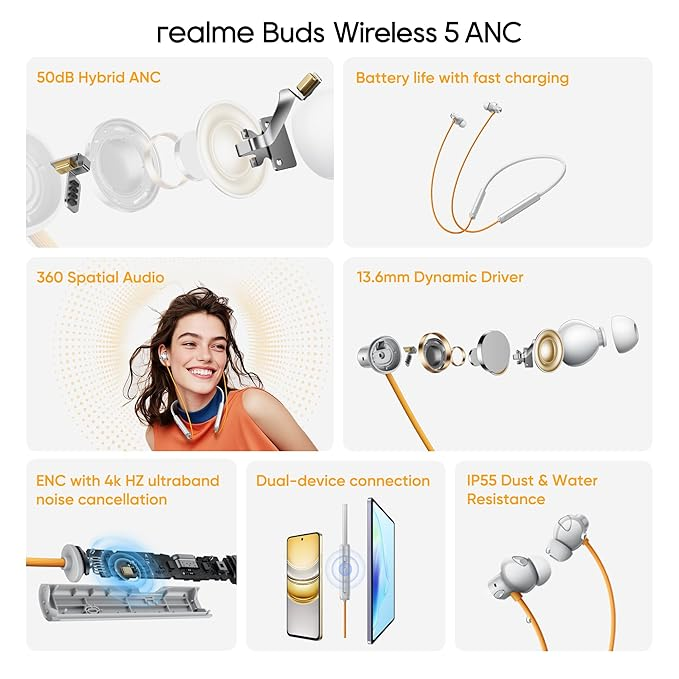 realme Buds Wireless 5 ANC
50dB Hybrid ANC
Battery life with fast charging
360 Spatial Audio
13.6mm Dynamic Driver
ENC with 4k HZ ultraband
noise cancellation
Dual-device connection
IP55 Dust & Water
Resistance